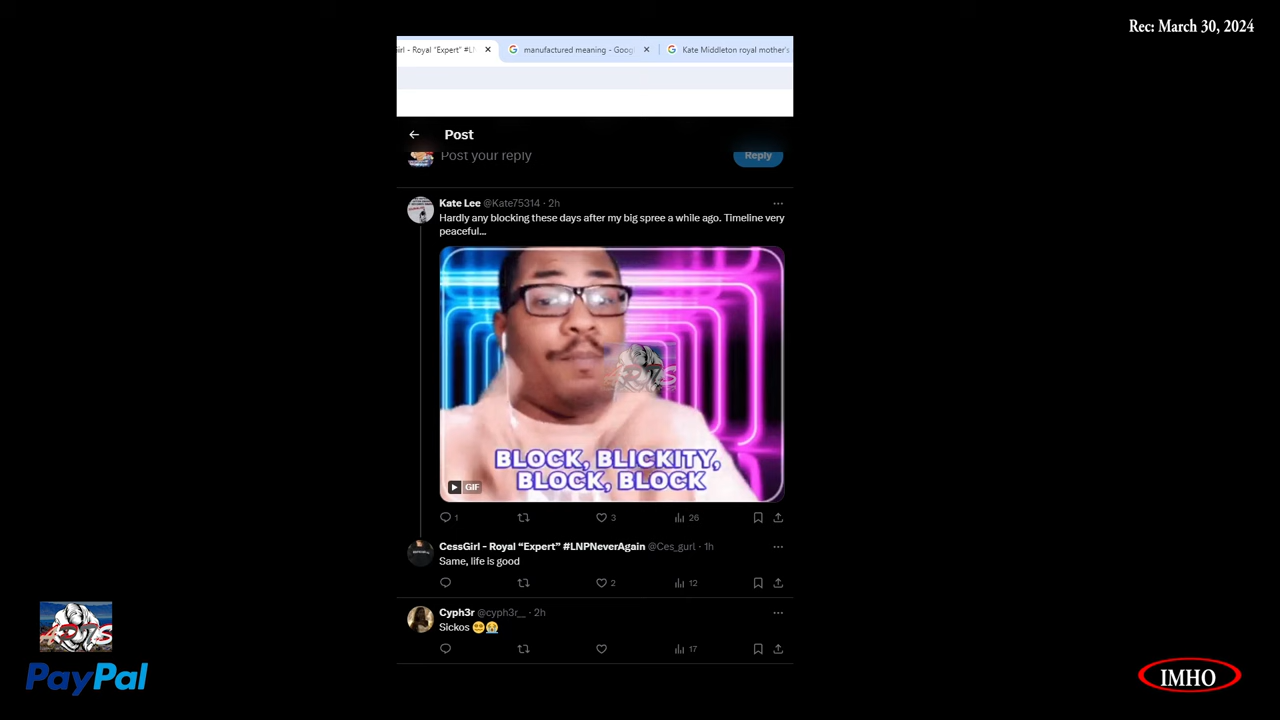 Rec: March 30, 2024
irl - Royal "Expert" #L
manufactured meaning - Goog
Kate Middleton royal mother's
Post
Post your reply
Reply
Kate Lee @Kate75314 · 2h
Hardly any blocking these days after my big spree a while ago. Timeline very
peaceful...
BLOCK, BLICKITY,
BLOCK, BLOCK
GIF
1 3 26
CessGirl - Royal “Expert” #LNPNeverAgain @Ces_gurl · 1h
Same, life is good
2 12
Cyph3r @cyph3r__ · 2h
Sickos 😵‍💫😭
17
PayPal
IMHO